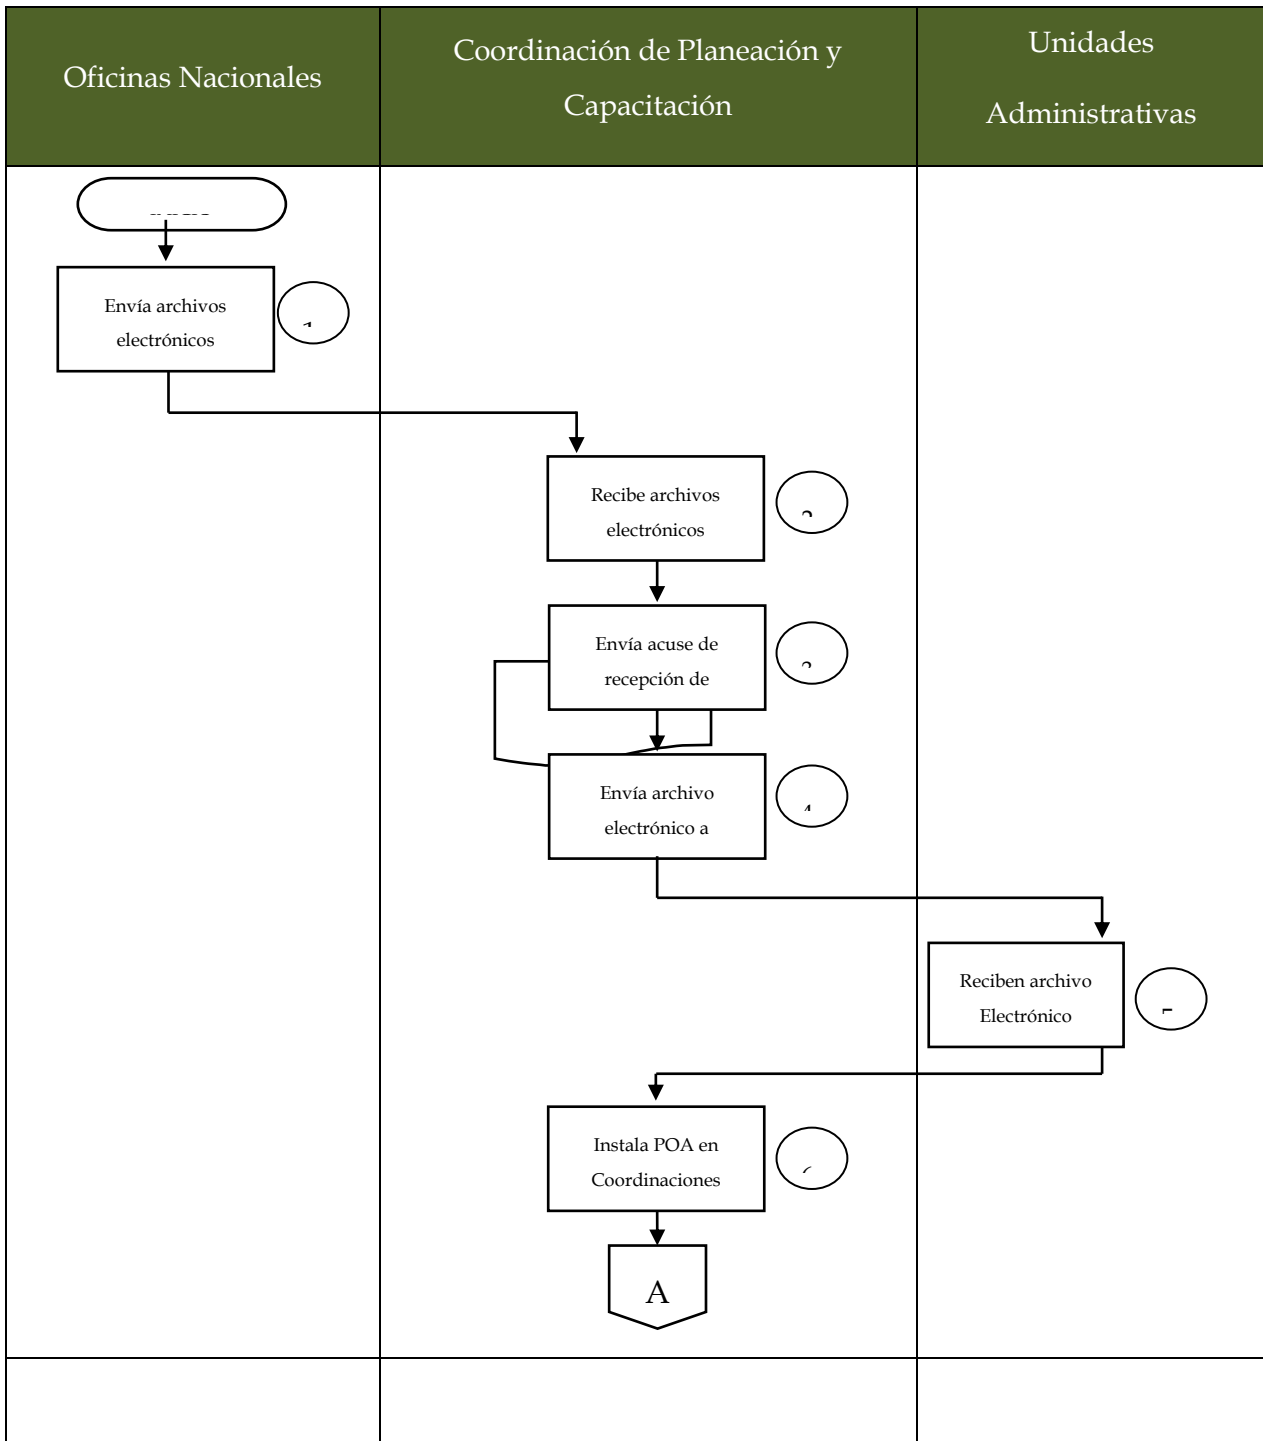 Oficinas Nacionales
Coordinación de Planeación y
Capacitación
Unidades
Administrativas
Envía archivos
electrónicos
1
Recibe archivos
electrónicos
Envía acuse de
recepción de
Envía archivo
electrónico a
Reciben archivo
Electrónico
Instala POA en
Coordinaciones
A